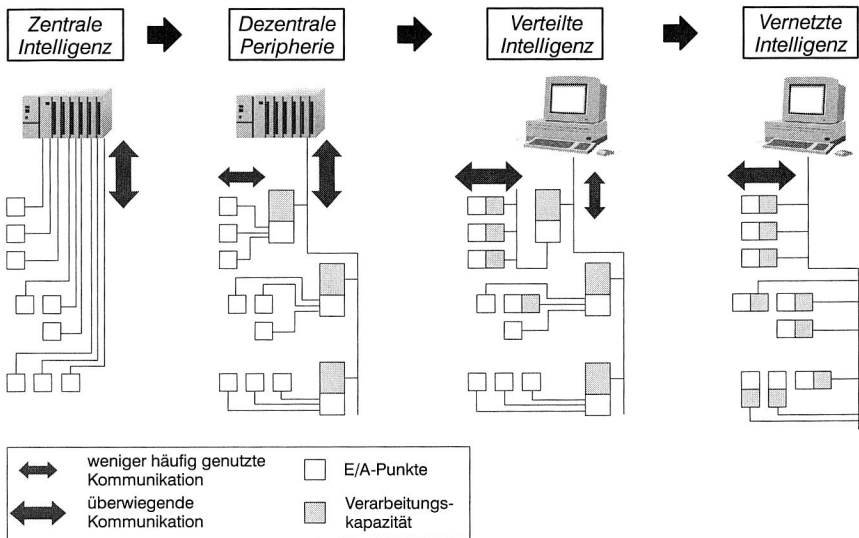 Zentrale
Intelligenz
Dezentrale
Peripherie
Verteilte
Intelligenz
Vernetzte
Intelligenz
weniger häufig genutzte
Kommunikation
überwiegende
Kommunikation
E/A-Punkte
Verarbeitungs-
kapazität